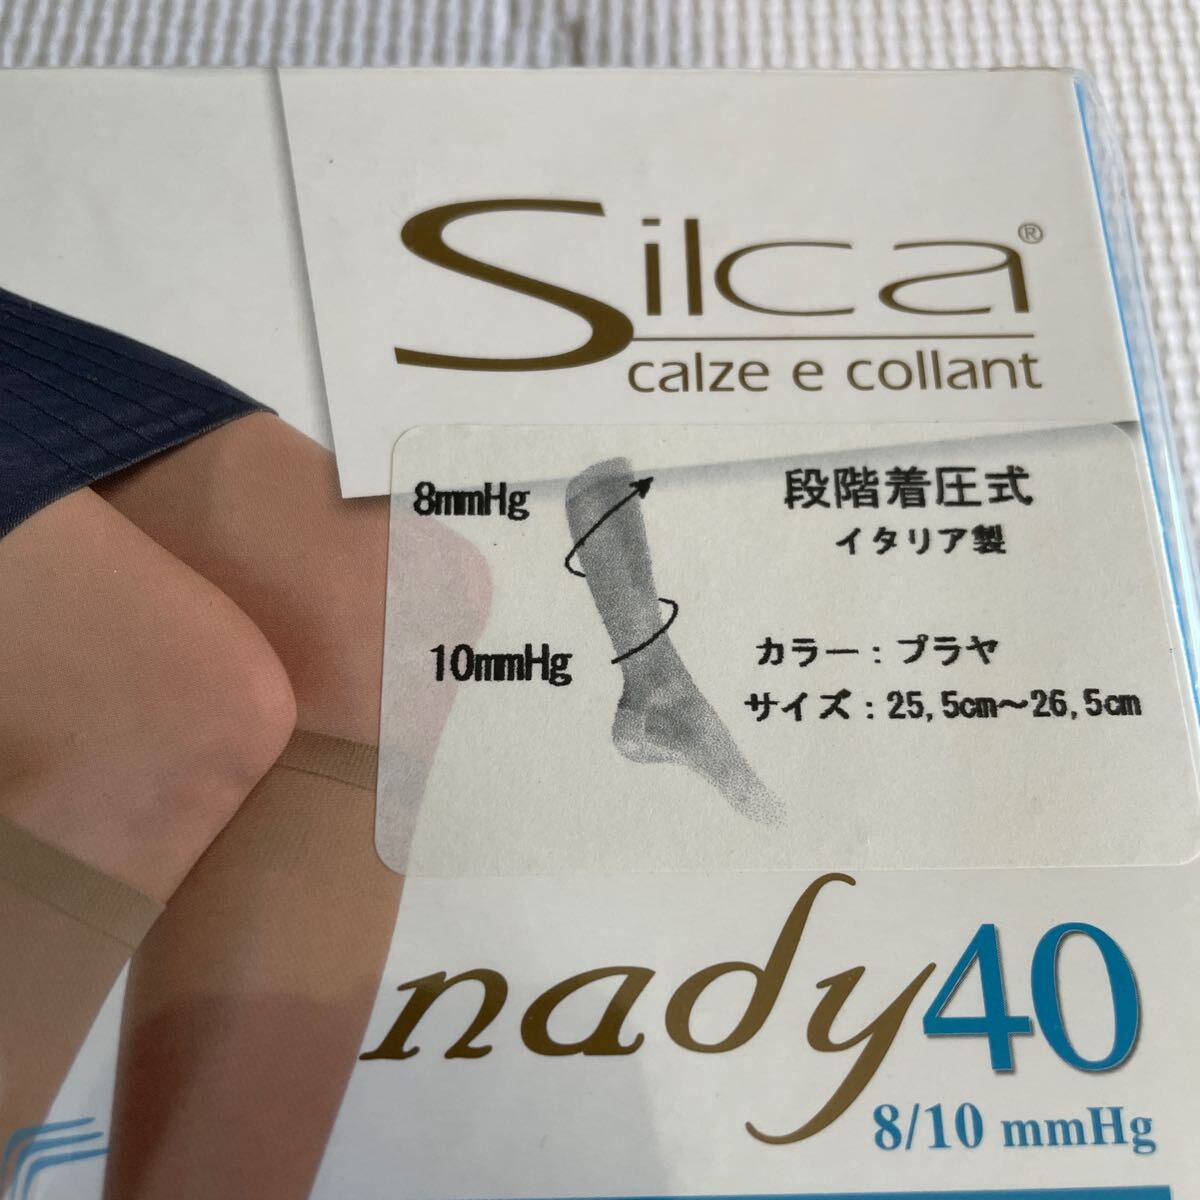 Silca®
calze e collant
8mmHg
段階着圧式
イタリア製
10mmHg
カラー：プラヤ
サイズ：25,5cm～26,5cm
nady40
8/10 mmHg